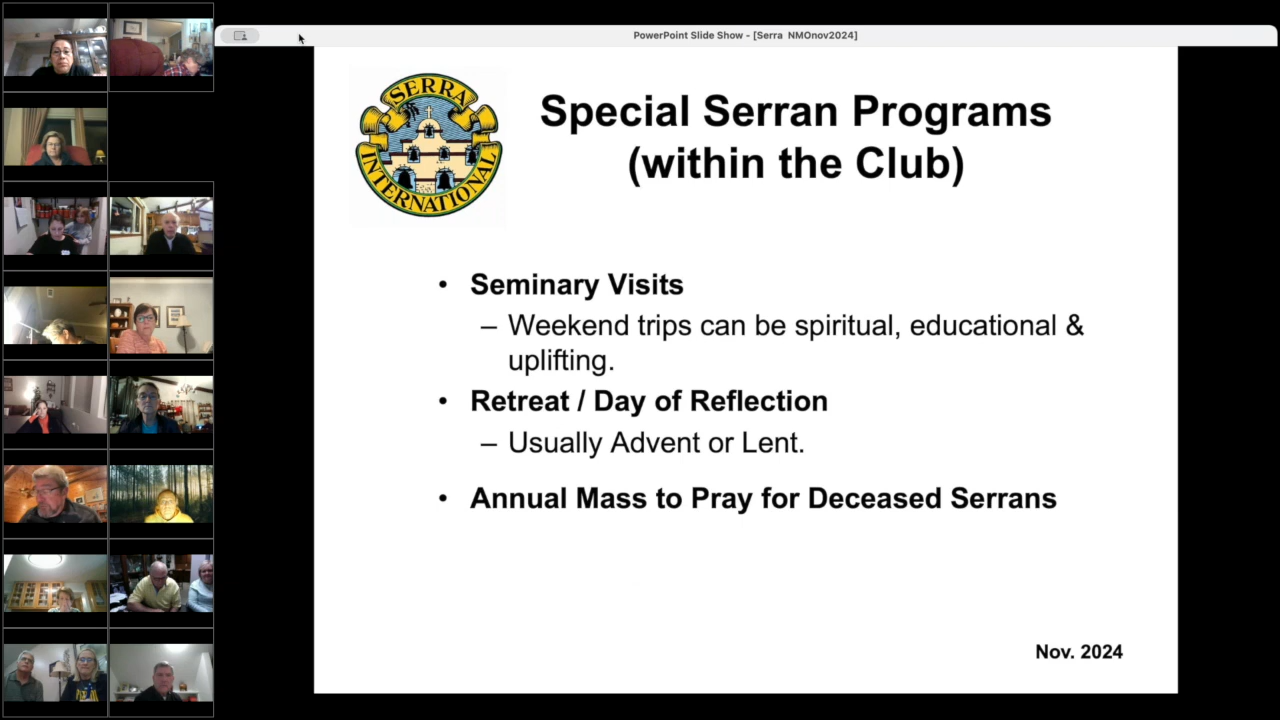 PowerPoint Slide Show - [Serra NMOnov2024]
SERRA
INTERNATIONAL
Special Serran Programs
(within the Club)
• Seminary Visits
– Weekend trips can be spiritual, educational &
uplifting.
• Retreat / Day of Reflection
– Usually Advent or Lent.
• Annual Mass to Pray for Deceased Serrans
Nov. 2024